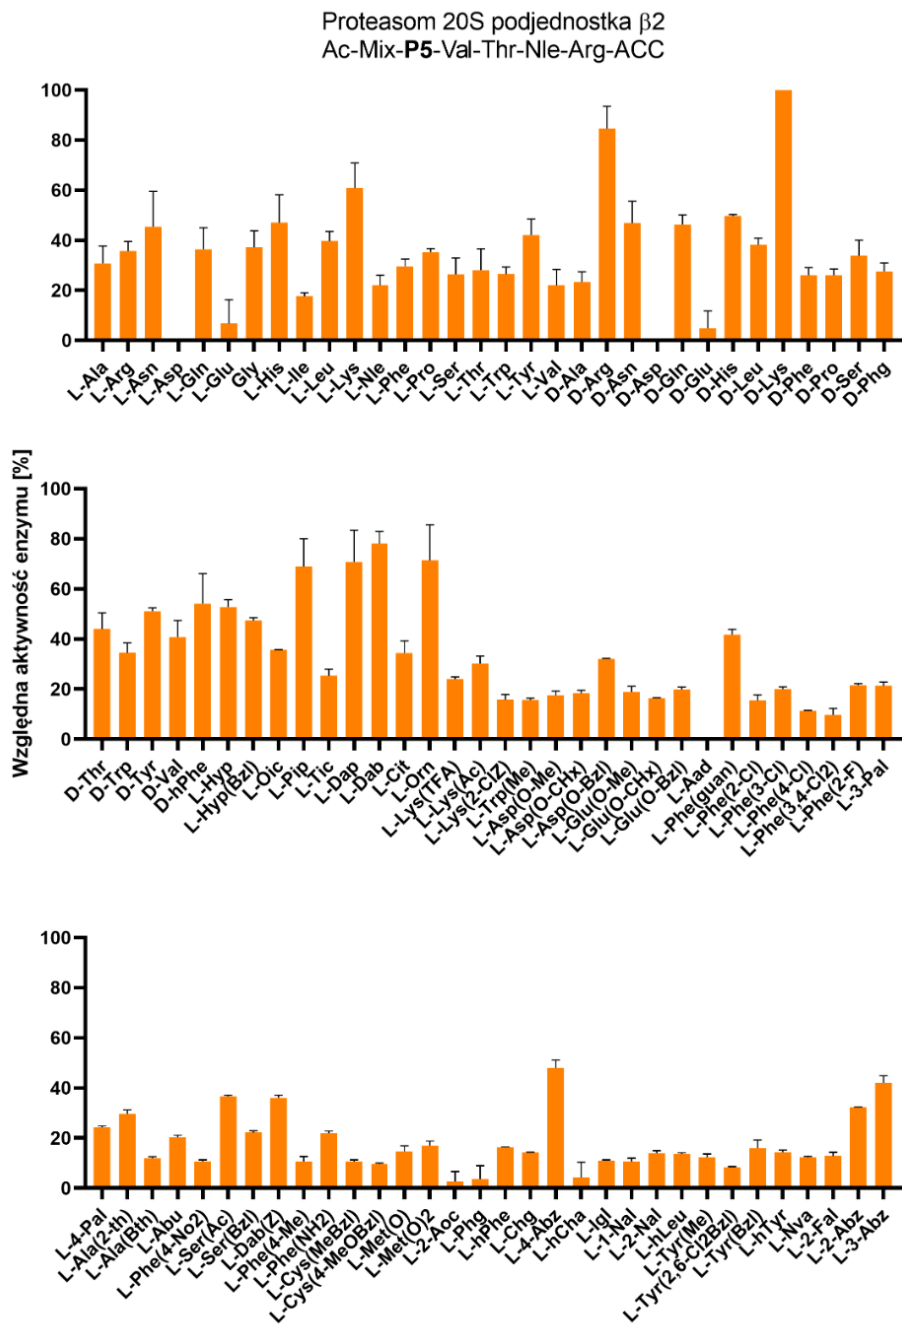 Proteasom 20S podjednostka β2
Ac-Mix-P5-Val-Thr-Nle-Arg-ACC
Względna aktywność enzymu [%]
100
80
60
40
20
0
L-Ala
L-Arg
L-Asn
L-Asp
L-Gln
L-Glu
Gly
L-His
L-Ile
L-Leu
L-Lys
L-Nle
L-Phe
L-Pro
L-Ser
L-Thr
L-Trp
L-Tyr
L-Val
D-Ala
D-Arg
D-Asn
D-Asp
D-Gln
D-Glu
D-His
D-Leu
D-Lys
D-Phe
D-Pro
D-Ser
D-Phg
100
80
60
40
20
0
D-Thr
D-Trp
D-Tyr
D-Val
D-hPhe
L-Hyp
L-Hyp(Bzl)
L-Oic
L-Pip
L-Tic
L-Dap
L-Dab
L-Cit
L-Orn
L-Lys(TFA)
L-Lys(Ac)
L-Lys(2-ClZ)
L-Trp(Me)
L-Asp(O-Me)
L-Asp(O-CHx)
L-Asp(O-Bzl)
L-Glu(O-Me)
L-Glu(O-CHx)
L-Glu(O-Bzl)
L-Aad
L-Phe(guan)
L-Phe(2-Cl)
L-Phe(3-Cl)
L-Phe(4-Cl)
L-Phe(3,4-Cl2)
L-Phe(2-F)
L-3-Pal
100
80
60
40
20
0
L-4-Pal
L-Ala(2-th)
L-Ala(Bth)
L-Abu
L-Phe(4-No2)
L-Ser(Ac)
L-Ser(Bzl)
L-Dab(Z)
L-Phe(4-Me)
L-Phe(NH2)
L-Cys(MeBzl)
L-Cys(4-MeOBzl)
L-Met(O)
L-Met(O)2
L-2-Aoc
L-Phg
L-hPhe
L-Chg
L-4-Abz
L-hCha
L-Igl
L-1-Nal
L-2-Nal
L-hLeu
L-Tyr(Me)
L-Tyr(2,6-Cl2Bzl)
L-Tyr(Bzl)
L-hTyr
L-Nva
L-2-Fal
L-2-Abz
L-3-Abz